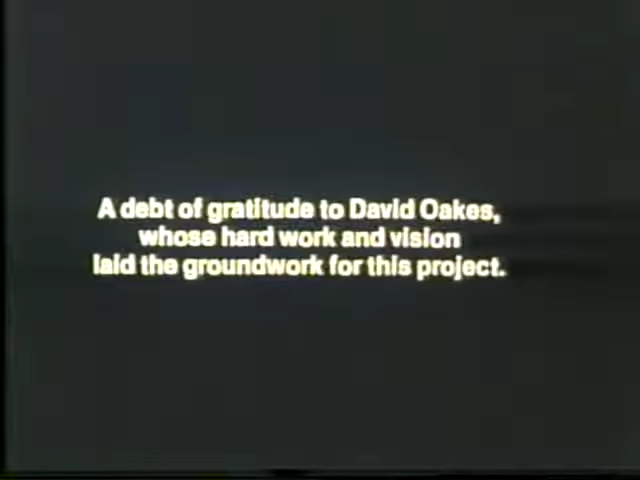 A debt of gratitude to David Oakes,
whose hard work and vision
laid the groundwork for this project.